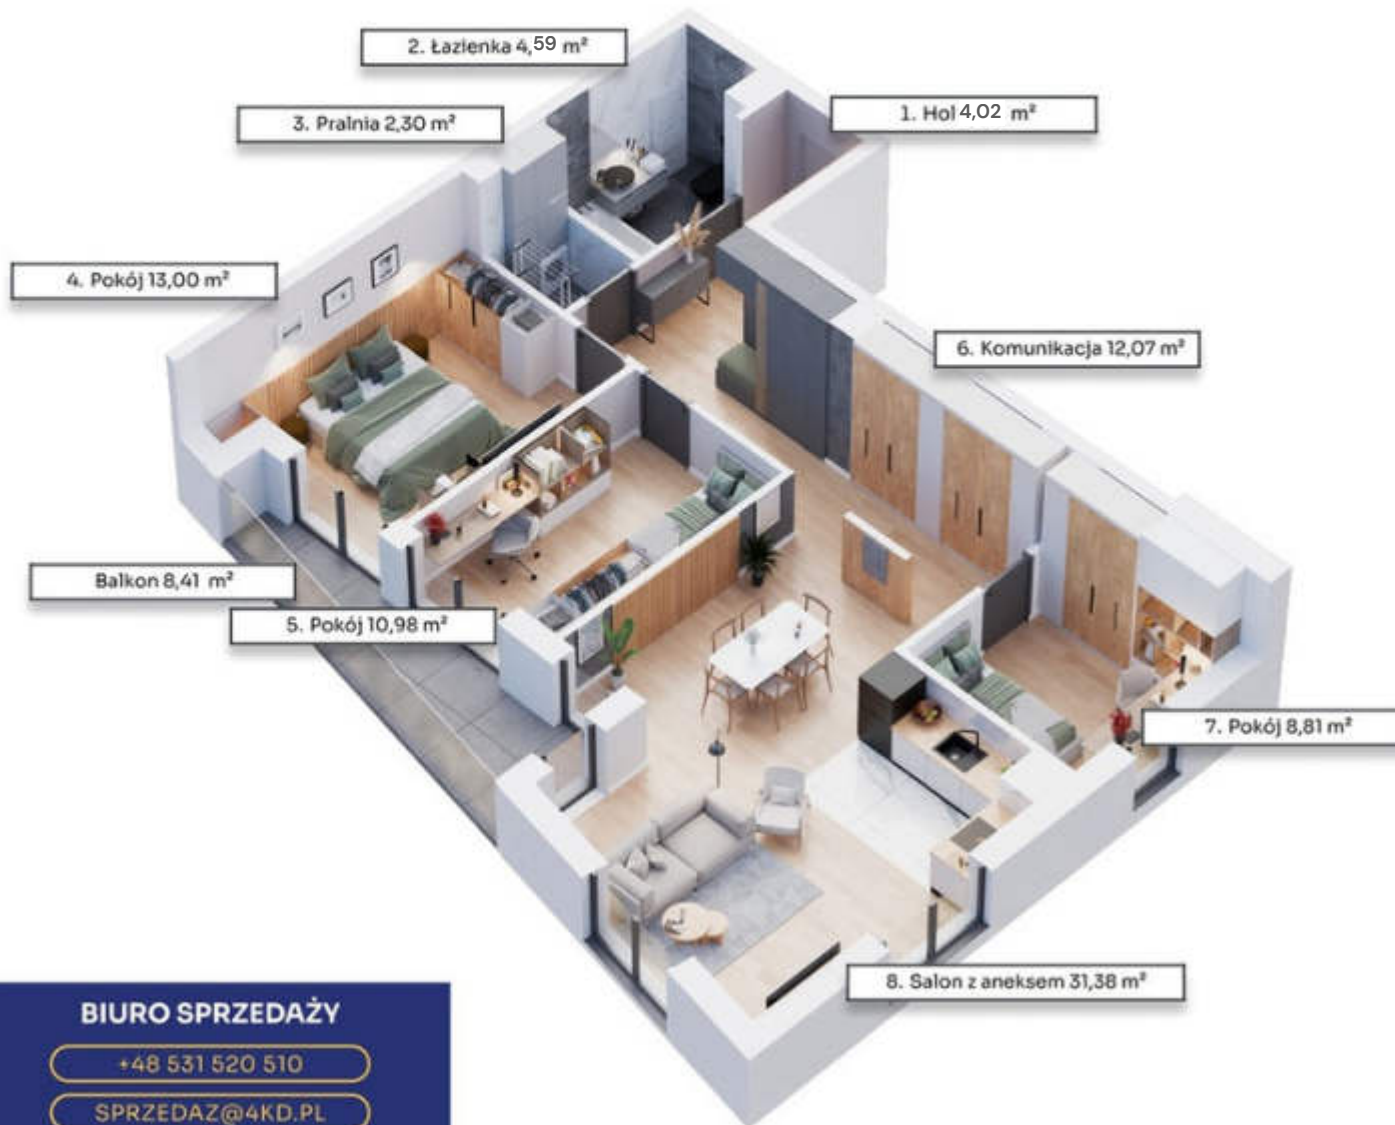 2. Łazienka 4,59 m²
1. Hol 4,02 m²
3. Pralnia 2,30 m²
4. Pokój 13,00 m²
6. Komunikacja 12,07 m²
Balkon 8,41 m²
5. Pokój 10,98 m²
7. Pokój 8,81 m²
8. Salon z aneksem 31,38 m²
BIURO SPRZEDAŻY
+48 531 520 510
SPRZEDAZ@4KD.PL